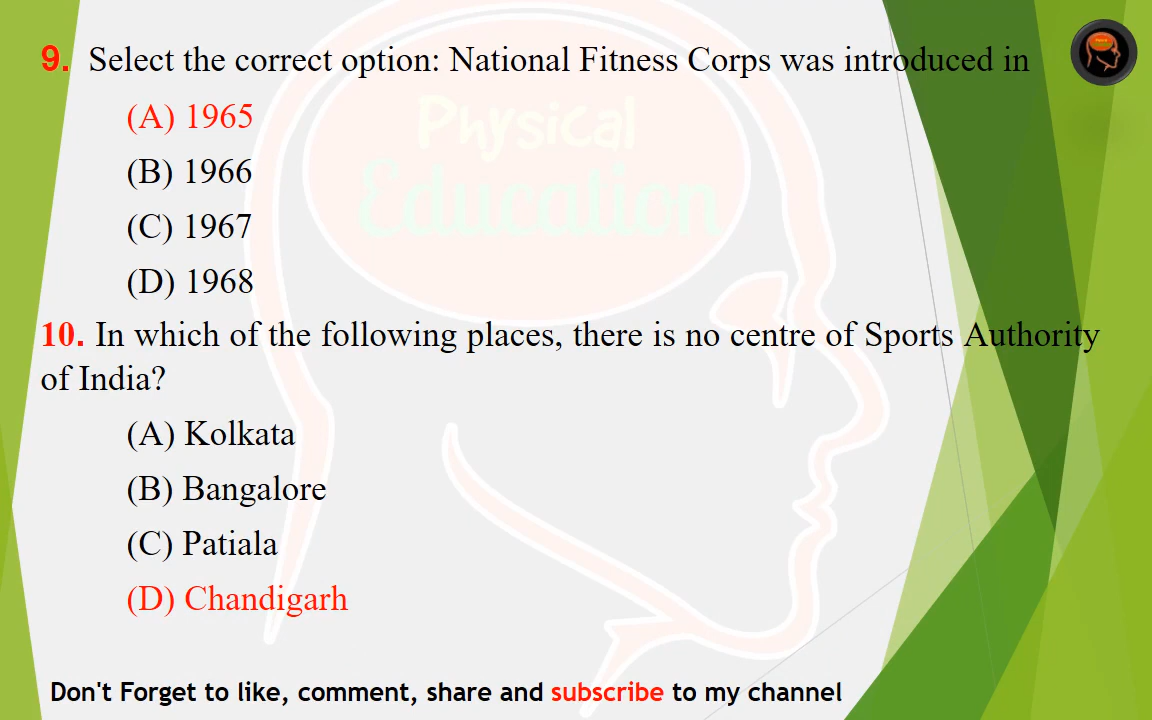 9. Select the correct option: National Fitness Corps was introduced in
(A) 1965
(B) 1966
(C) 1967
(D) 1968
10. In which of the following places, there is no centre of Sports Authority
of India?
(A) Kolkata
(B) Bangalore
(C) Patiala
(D) Chandigarh
Don't Forget to like, comment, share and subscribe to my channel
Physical
Education